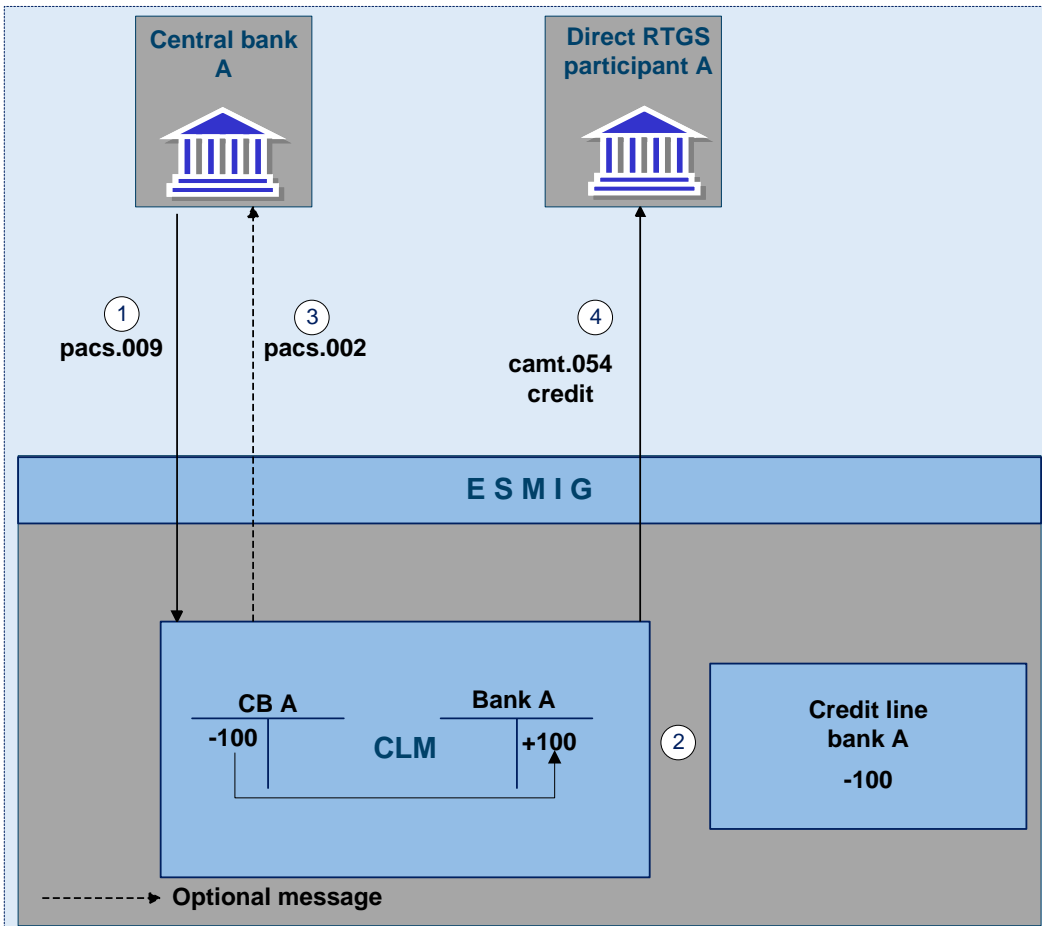 Central bank
A
Direct RTGS
participant A
1
pacs.009
3
pacs.002
4
camt.054
credit
E S M I G
CB A
-100
CLM
Bank A
+100
2
Credit line
bank A
-100
Optional message